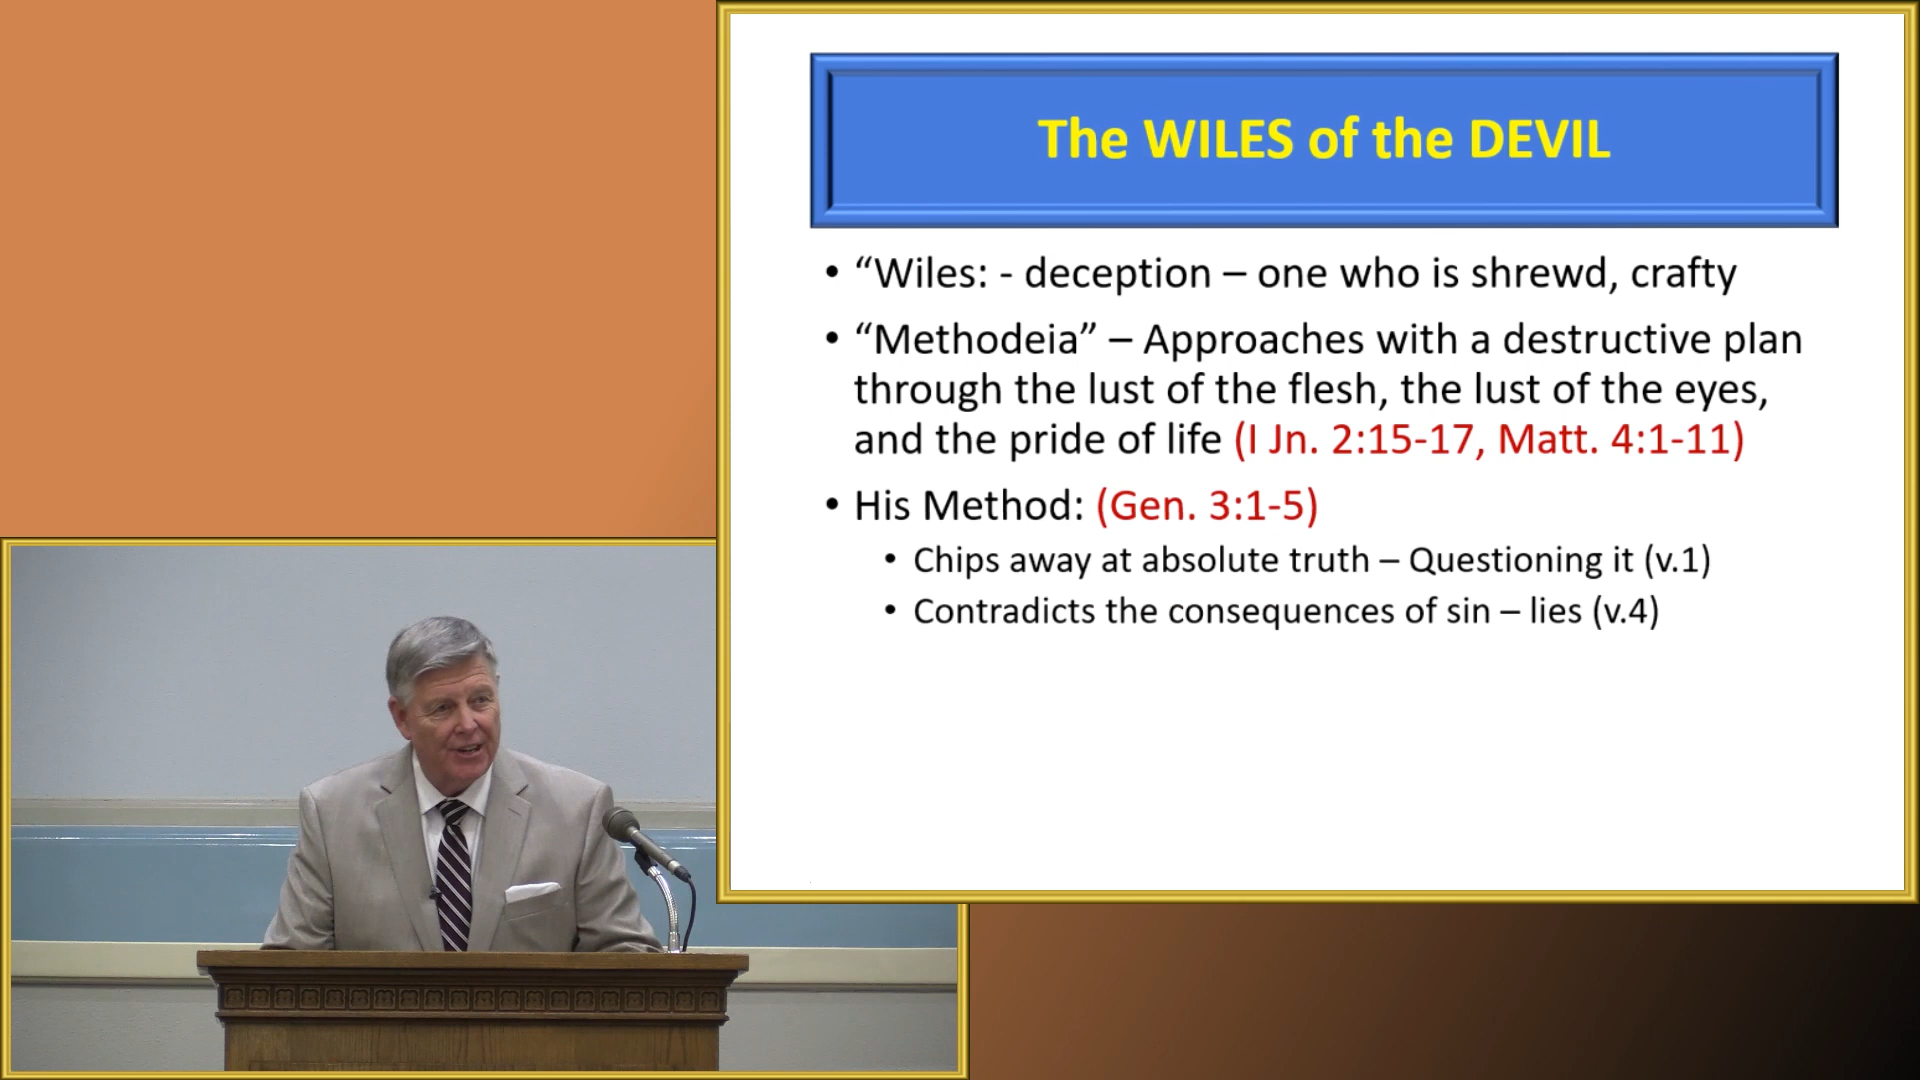 The WILES of the DEVIL
• “Wiles: - deception – one who is shrewd, crafty
• “Methodeia” – Approaches with a destructive plan
through the lust of the flesh, the lust of the eyes,
and the pride of life (I Jn. 2:15-17, Matt. 4:1-11)
• His Method: (Gen. 3:1-5)
• Chips away at absolute truth – Questioning it (v.1)
• Contradicts the consequences of sin – lies (v.4)